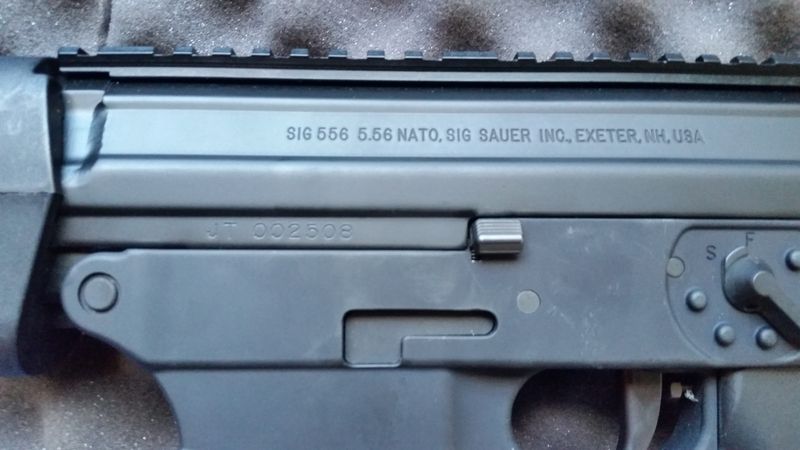 SIG 556 5.56 NATO, SIG SAUER INC., EXETER, NH, USA
JT 002508
S F